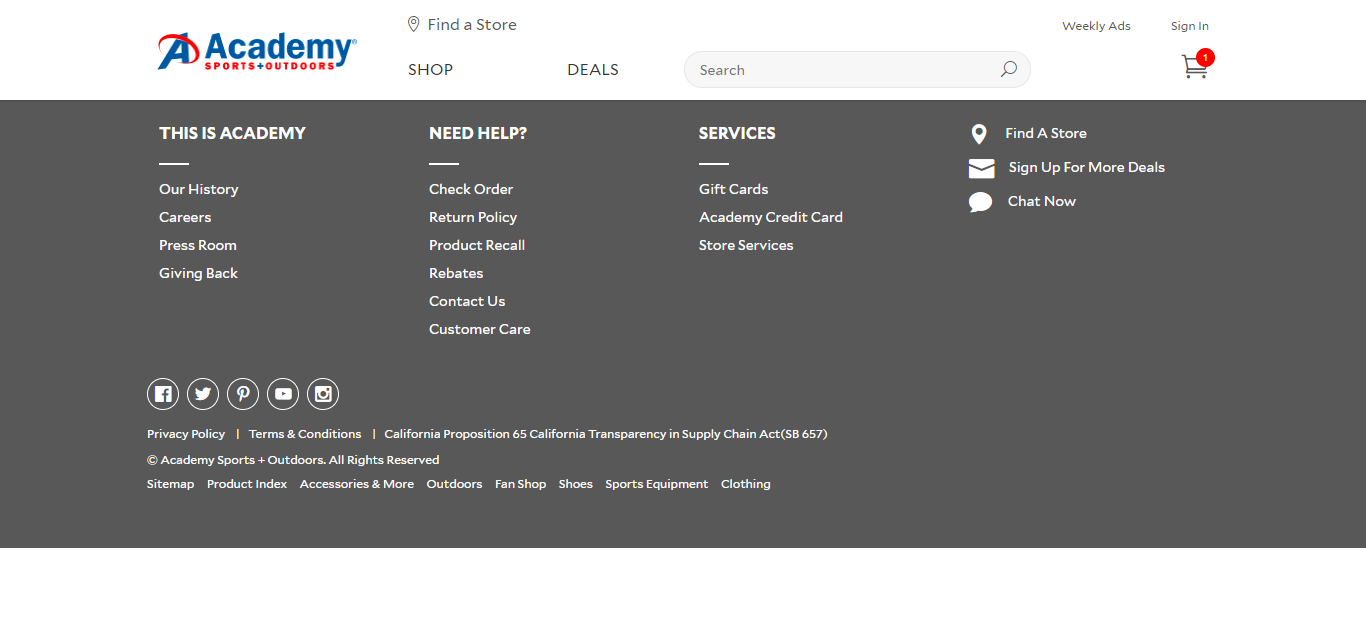 Find a Store
Weekly Ads
Sign In
Academy
SPORTS+OUTDOORS
SHOP
DEALS
Search
1
THIS IS ACADEMY
Our History
Careers
Press Room
Giving Back
NEED HELP?
Check Order
Return Policy
Product Recall
Rebates
Contact Us
Customer Care
SERVICES
Gift Cards
Academy Credit Card
Store Services
Find A Store
Sign Up For More Deals
Chat Now
Privacy Policy | Terms & Conditions | California Proposition 65 California Transparency in Supply Chain Act(SB 657)
© Academy Sports + Outdoors. All Rights Reserved
Sitemap Product Index Accessories & More Outdoors Fan Shop Shoes Sports Equipment Clothing